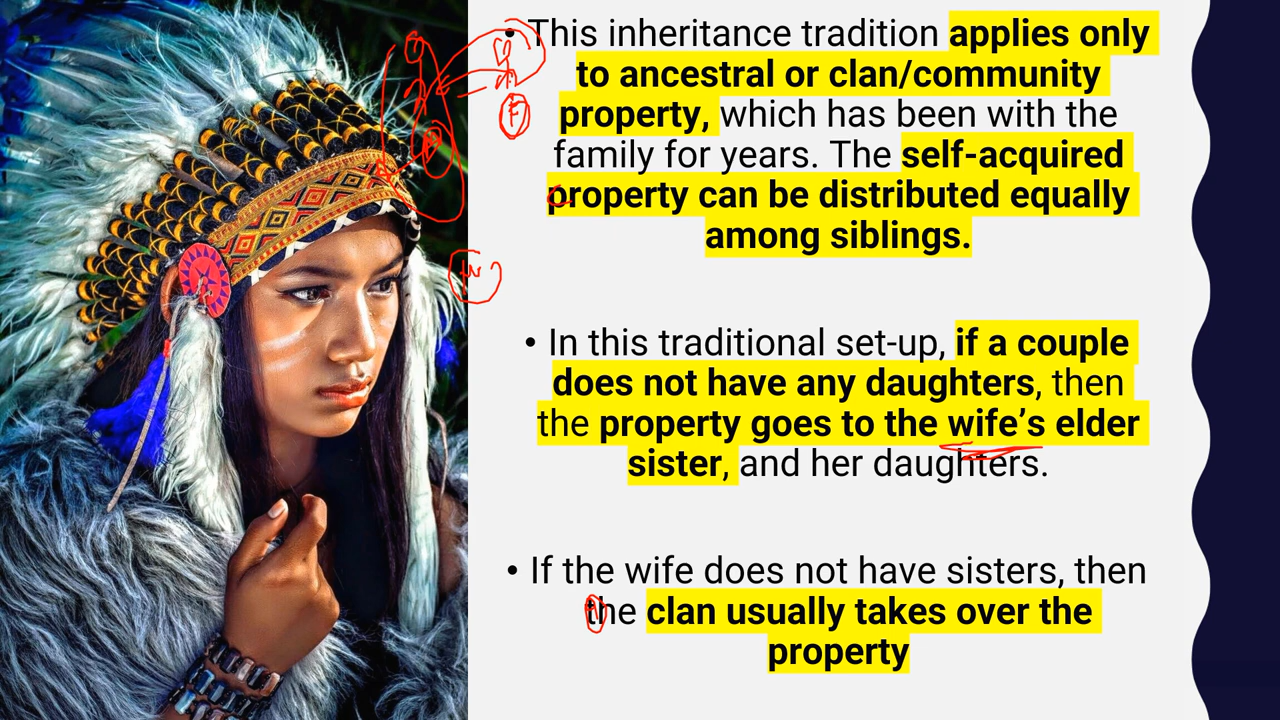 • This inheritance tradition applies only
to ancestral or clan/community
property, which has been with the
family for years. The self-acquired
property can be distributed equally
among siblings.
• In this traditional set-up, if a couple
does not have any daughters, then
the property goes to the wife’s elder
sister, and her daughters.
• If the wife does not have sisters, then
the clan usually takes over the
property